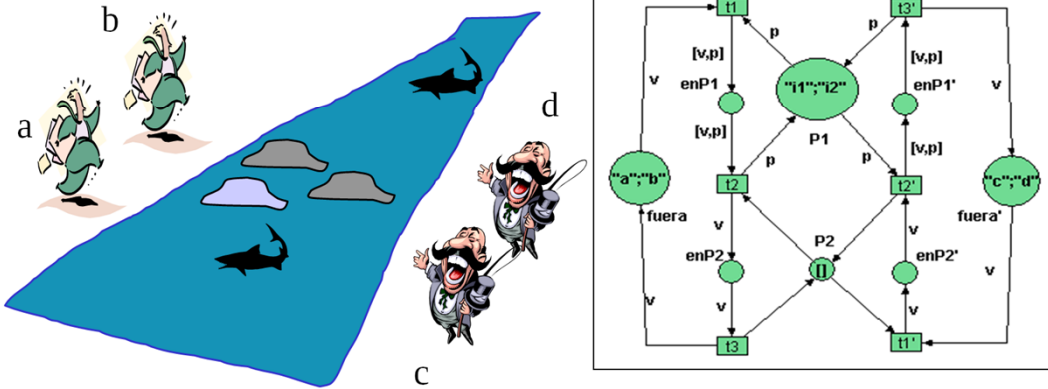 b
a
d
c
t1
t3'
p
p
[v,p]
[v,p]
v
v
enP1
"i1";"i2"
enP1'
[v,p]
[v,p]
P1
p
p
"a";"b"
t2
t2'
"c";"d"
fuera
fuera'
v
P2
v
enP2
[]
enP2'
v
v
v
v
t3
t1'